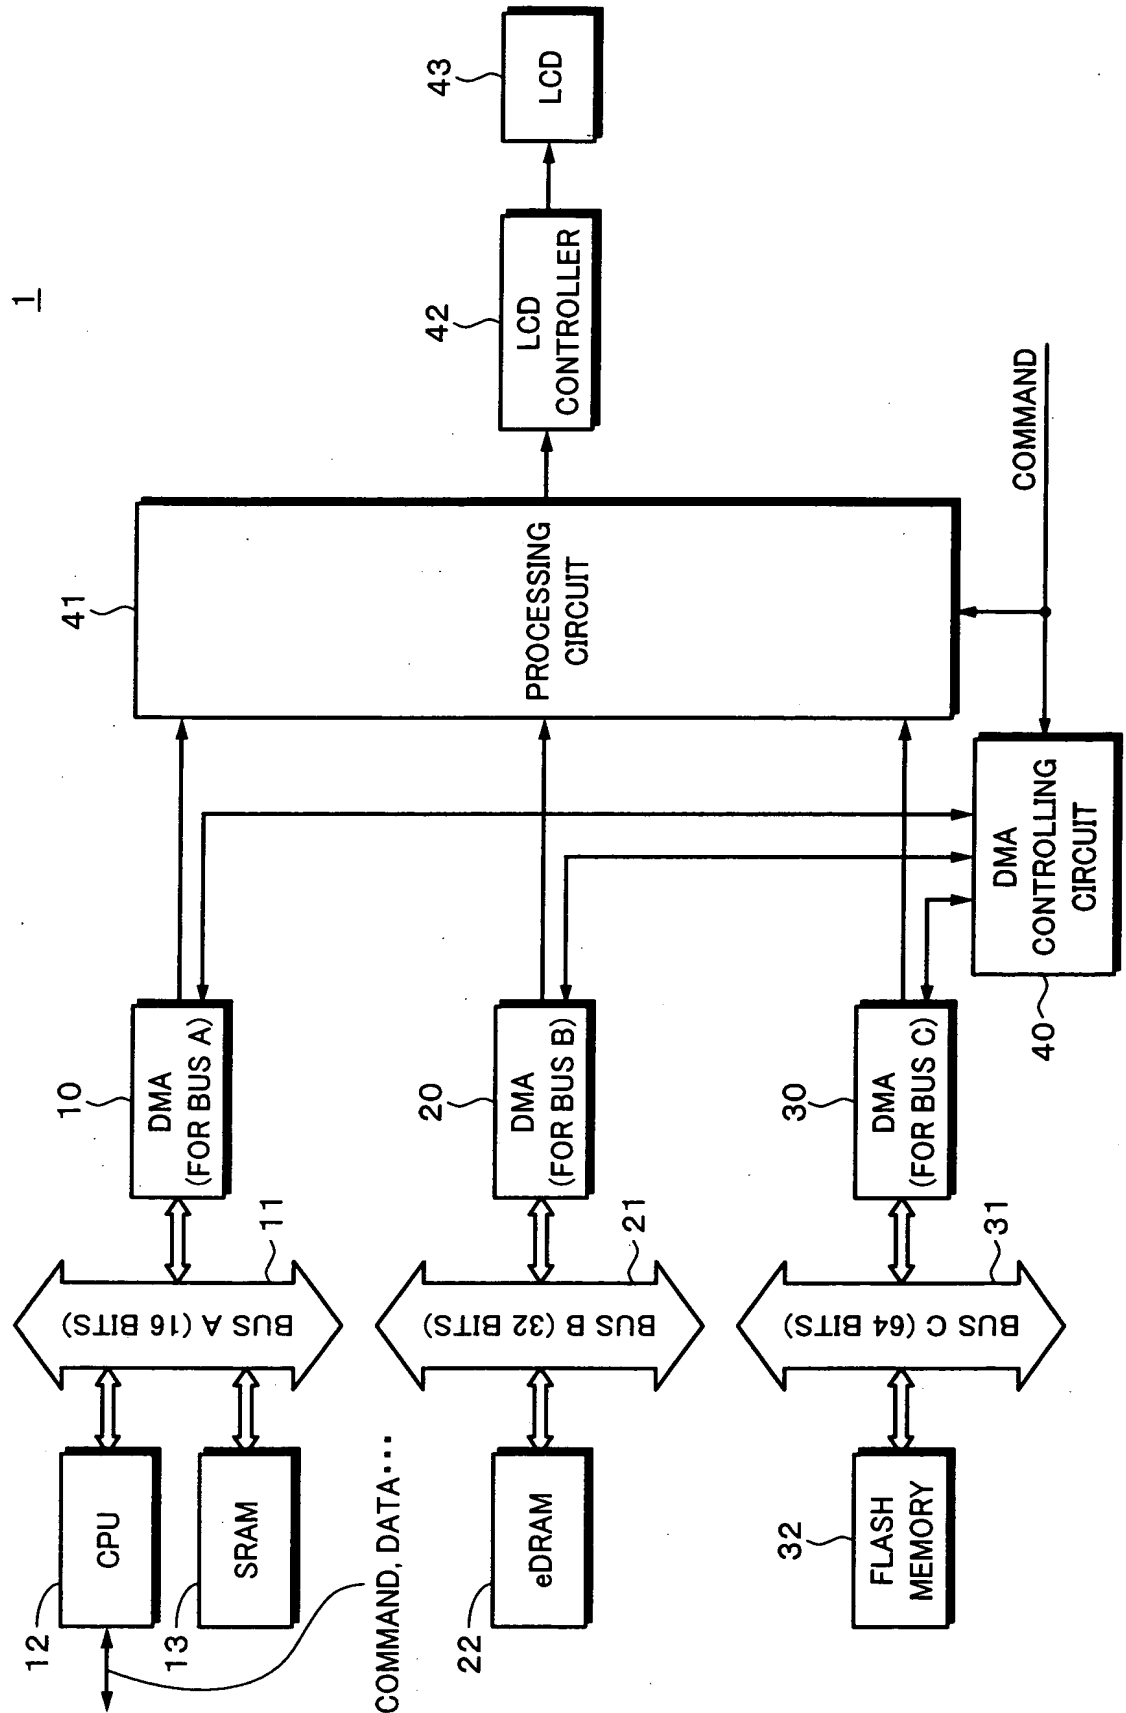 1
12
CPU
13
SRAM
COMMAND, DATA···
BUS A (16 BITS)
11
10
DMA
(FOR BUS A)
22
eDRAM
BUS B (32 BITS)
21
20
DMA
(FOR BUS B)
32
FLASH
MEMORY
BUS C (64 BITS)
31
30
DMA
(FOR BUS C)
40
DMA
CONTROLLING
CIRCUIT
41
PROCESSING
CIRCUIT
COMMAND
42
LCD
CONTROLLER
43
LCD